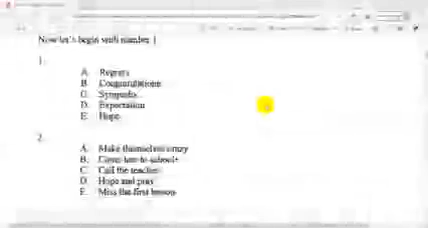 Now let's begin with number 1
1.
A. Regrets
B. Congratulations
C. Sympathy
D. Expectation
E. Hope
2.
A. Make themselves crazy
B. Come late to school
C. Call the teacher
D. Hope and pray
E. Miss the first lesson